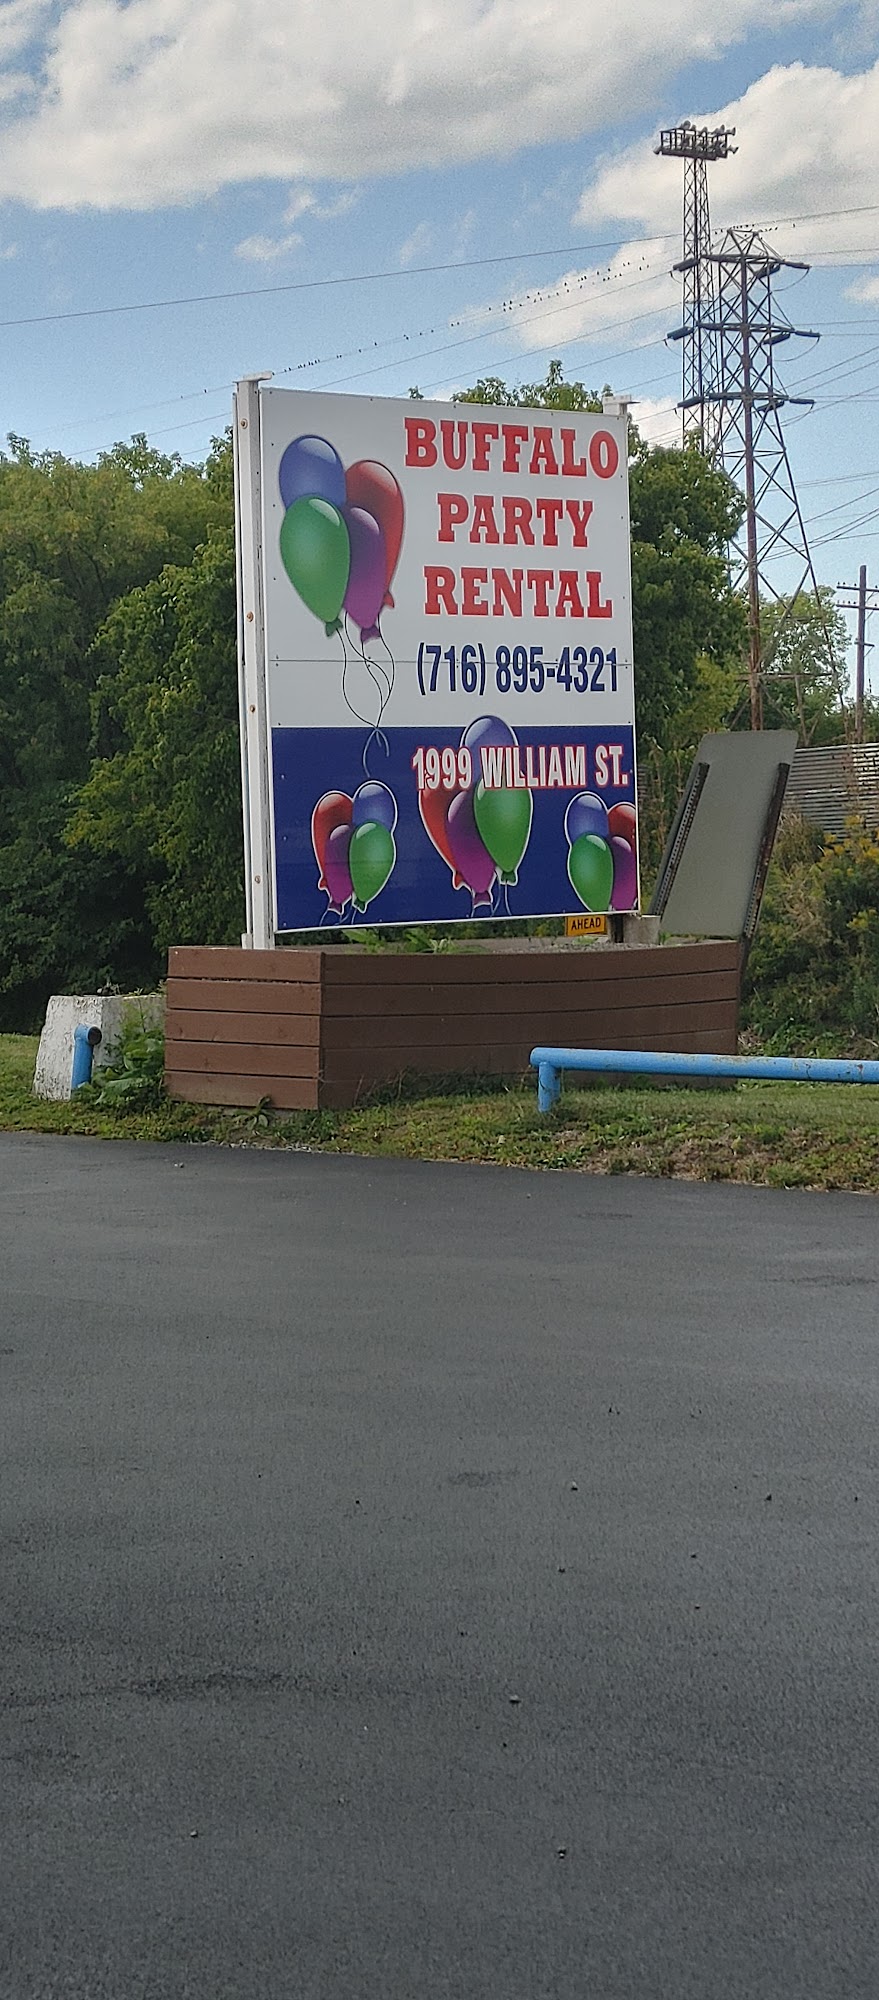 BUFFALO
PARTY
RENTAL
(716) 895-4321
1999 WILLIAM ST.
AHEAD